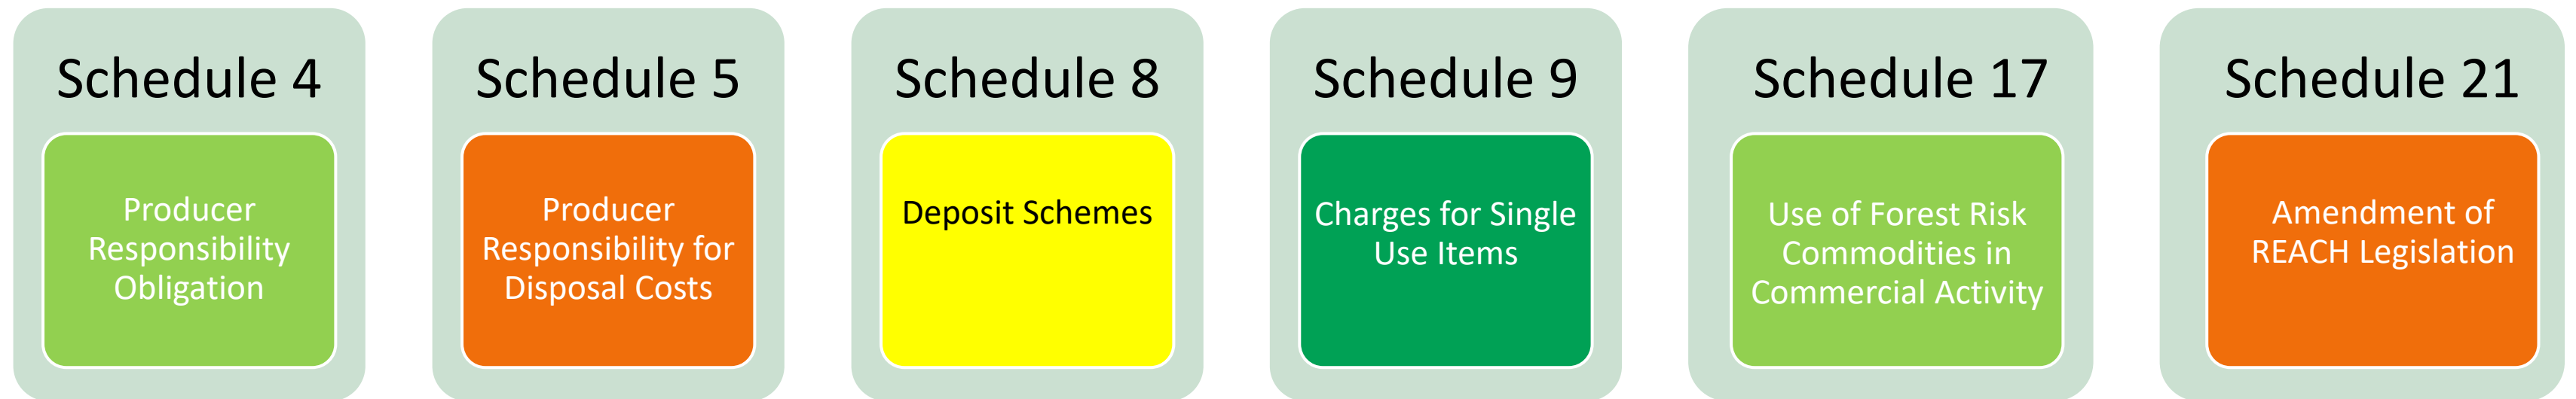 Schedule 4
Producer
Responsibility
Obligation
Schedule 5
Producer
Responsibility for
Disposal Costs
Schedule 8
Deposit Schemes
Schedule 9
Charges for Single
Use Items
Schedule 17
Use of Forest Risk
Commodities in
Commercial Activity
Schedule 21
Amendment of
REACH Legislation